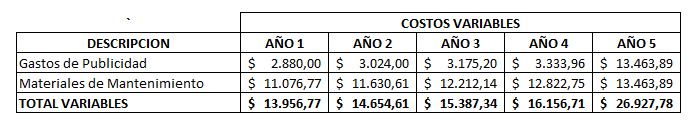 `
COSTOS VARIABLES
DESCRIPCION AÑO 1 AÑO 2 AÑO 3 AÑO 4 AÑO 5
Gastos de Publicidad $ 2.880,00 $ 3.024,00 $ 3.175,20 $ 3.333,96 $ 13.463,89
Materiales de Mantenimiento $ 11.076,77 $ 11.630,61 $ 12.212,14 $ 12.822,75 $ 13.463,89
TOTAL VARIABLES $ 13.956,77 $ 14.654,61 $ 15.387,34 $ 16.156,71 $ 26.927,78